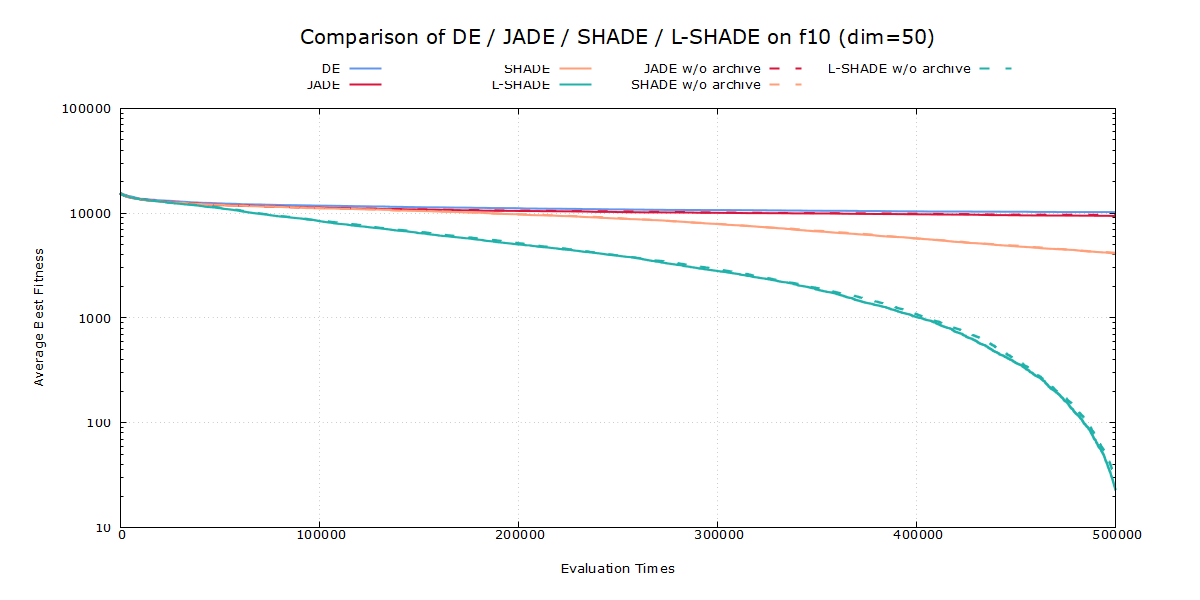 Comparison of DE / JADE / SHADE / L-SHADE on f10 (dim=50)
DE SHADE JADE w/o archive L-SHADE w/o archive
JADE L-SHADE SHADE w/o archive
100000
10000
1000
100
10
Average Best Fitness
0 100000 200000 300000 400000 500000
Evaluation Times